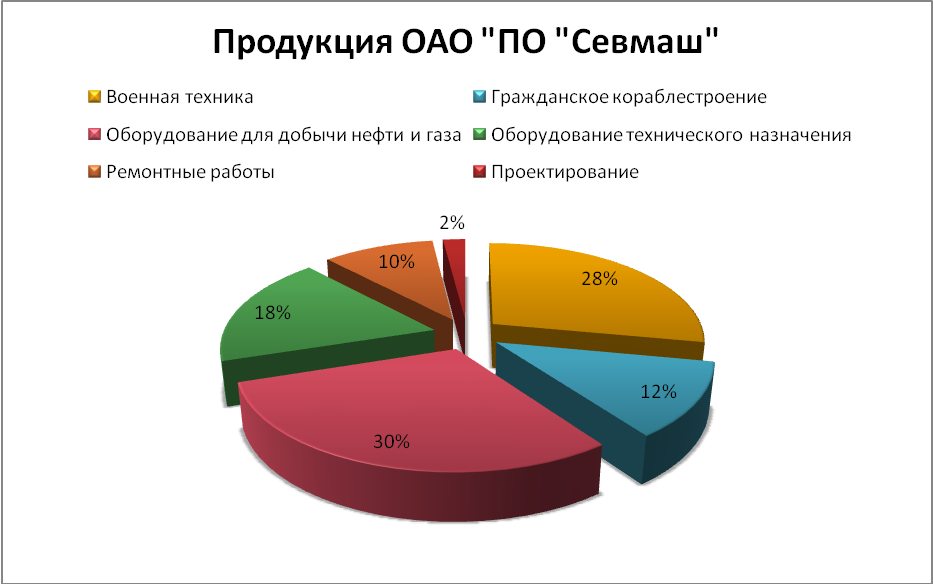 Продукция ОАО "ПО "Севмаш"
Военная техника
Гражданское кораблестроение
Оборудование для добычи нефти и газа
Оборудование технического назначения
Ремонтные работы
Проектирование
2%
10%
28%
18%
12%
30%